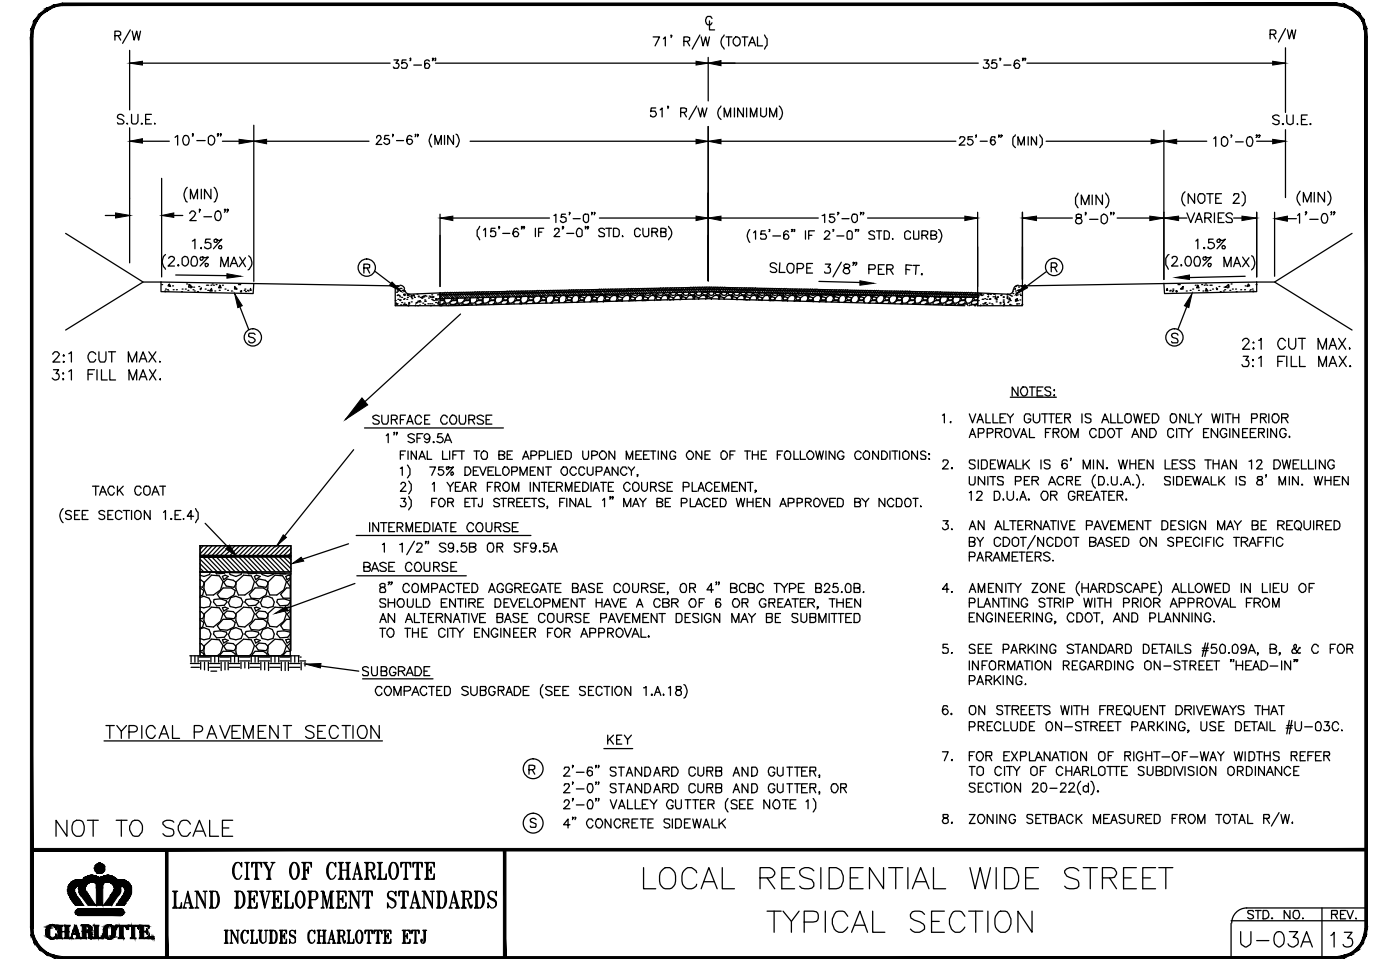 ℄
R/W
71' R/W (TOTAL)
R/W
35'-6"
35'-6"
51' R/W (MINIMUM)
S.U.E.
S.U.E.
10'-0"
25'-6" (MIN)
25'-6" (MIN)
10'-0"
(MIN)
2'-0"
15'-0"
(15'-6" IF 2'-0" STD. CURB)
15'-0"
(15'-6" IF 2'-0" STD. CURB)
(MIN)
8'-0"
(NOTE 2)
VARIES
(MIN)
1'-0"
1.5%
(2.00% MAX)
R
SLOPE 3/8" PER FT.
R
1.5%
(2.00% MAX)
S
S
2:1 CUT MAX.
3:1 FILL MAX.
2:1 CUT MAX.
3:1 FILL MAX.
SURFACE COURSE
1" SF9.5A
FINAL LIFT TO BE APPLIED UPON MEETING ONE OF THE FOLLOWING CONDITIONS:
1) 75% DEVELOPMENT OCCUPANCY,
2) 1 YEAR FROM INTERMEDIATE COURSE PLACEMENT,
3) FOR ETJ STREETS, FINAL 1" MAY BE PLACED WHEN APPROVED BY NCDOT.
TACK COAT
(SEE SECTION 1.E.4)
INTERMEDIATE COURSE
1 1/2" S9.5B OR SF9.5A
BASE COURSE
8" COMPACTED AGGREGATE BASE COURSE, OR 4" BCBC TYPE B25.0B.
SHOULD ENTIRE DEVELOPMENT HAVE A CBR OF 6 OR GREATER, THEN
AN ALTERNATIVE BASE COURSE PAVEMENT DESIGN MAY BE SUBMITTED
TO THE CITY ENGINEER FOR APPROVAL.
SUBGRADE
COMPACTED SUBGRADE (SEE SECTION 1.A.18)
TYPICAL PAVEMENT SECTION
KEY
R 2'-6" STANDARD CURB AND GUTTER,
2'-0" STANDARD CURB AND GUTTER, OR
2'-0" VALLEY GUTTER (SEE NOTE 1)
S 4" CONCRETE SIDEWALK
NOTES:
1. VALLEY GUTTER IS ALLOWED ONLY WITH PRIOR
APPROVAL FROM CDOT AND CITY ENGINEERING.
2. SIDEWALK IS 6' MIN. WHEN LESS THAN 12 DWELLING
UNITS PER ACRE (D.U.A.). SIDEWALK IS 8' MIN. WHEN
12 D.U.A. OR GREATER.
3. AN ALTERNATIVE PAVEMENT DESIGN MAY BE REQUIRED
BY CDOT/NCDOT BASED ON SPECIFIC TRAFFIC
PARAMETERS.
4. AMENITY ZONE (HARDSCAPE) ALLOWED IN LIEU OF
PLANTING STRIP WITH PRIOR APPROVAL FROM
ENGINEERING, CDOT, AND PLANNING.
5. SEE PARKING STANDARD DETAILS #50.09A, B, & C FOR
INFORMATION REGARDING ON-STREET "HEAD-IN"
PARKING.
6. ON STREETS WITH FREQUENT DRIVEWAYS THAT
PRECLUDE ON-STREET PARKING, USE DETAIL #U-03C.
7. FOR EXPLANATION OF RIGHT-OF-WAY WIDTHS REFER
TO CITY OF CHARLOTTE SUBDIVISION ORDINANCE
SECTION 20-22(d).
8. ZONING SETBACK MEASURED FROM TOTAL R/W.
NOT TO SCALE
CHARLOTTE.
CITY OF CHARLOTTE
LAND DEVELOPMENT STANDARDS
INCLUDES CHARLOTTE ETJ
LOCAL RESIDENTIAL WIDE STREET
TYPICAL SECTION
STD. NO. REV.
U-03A 13